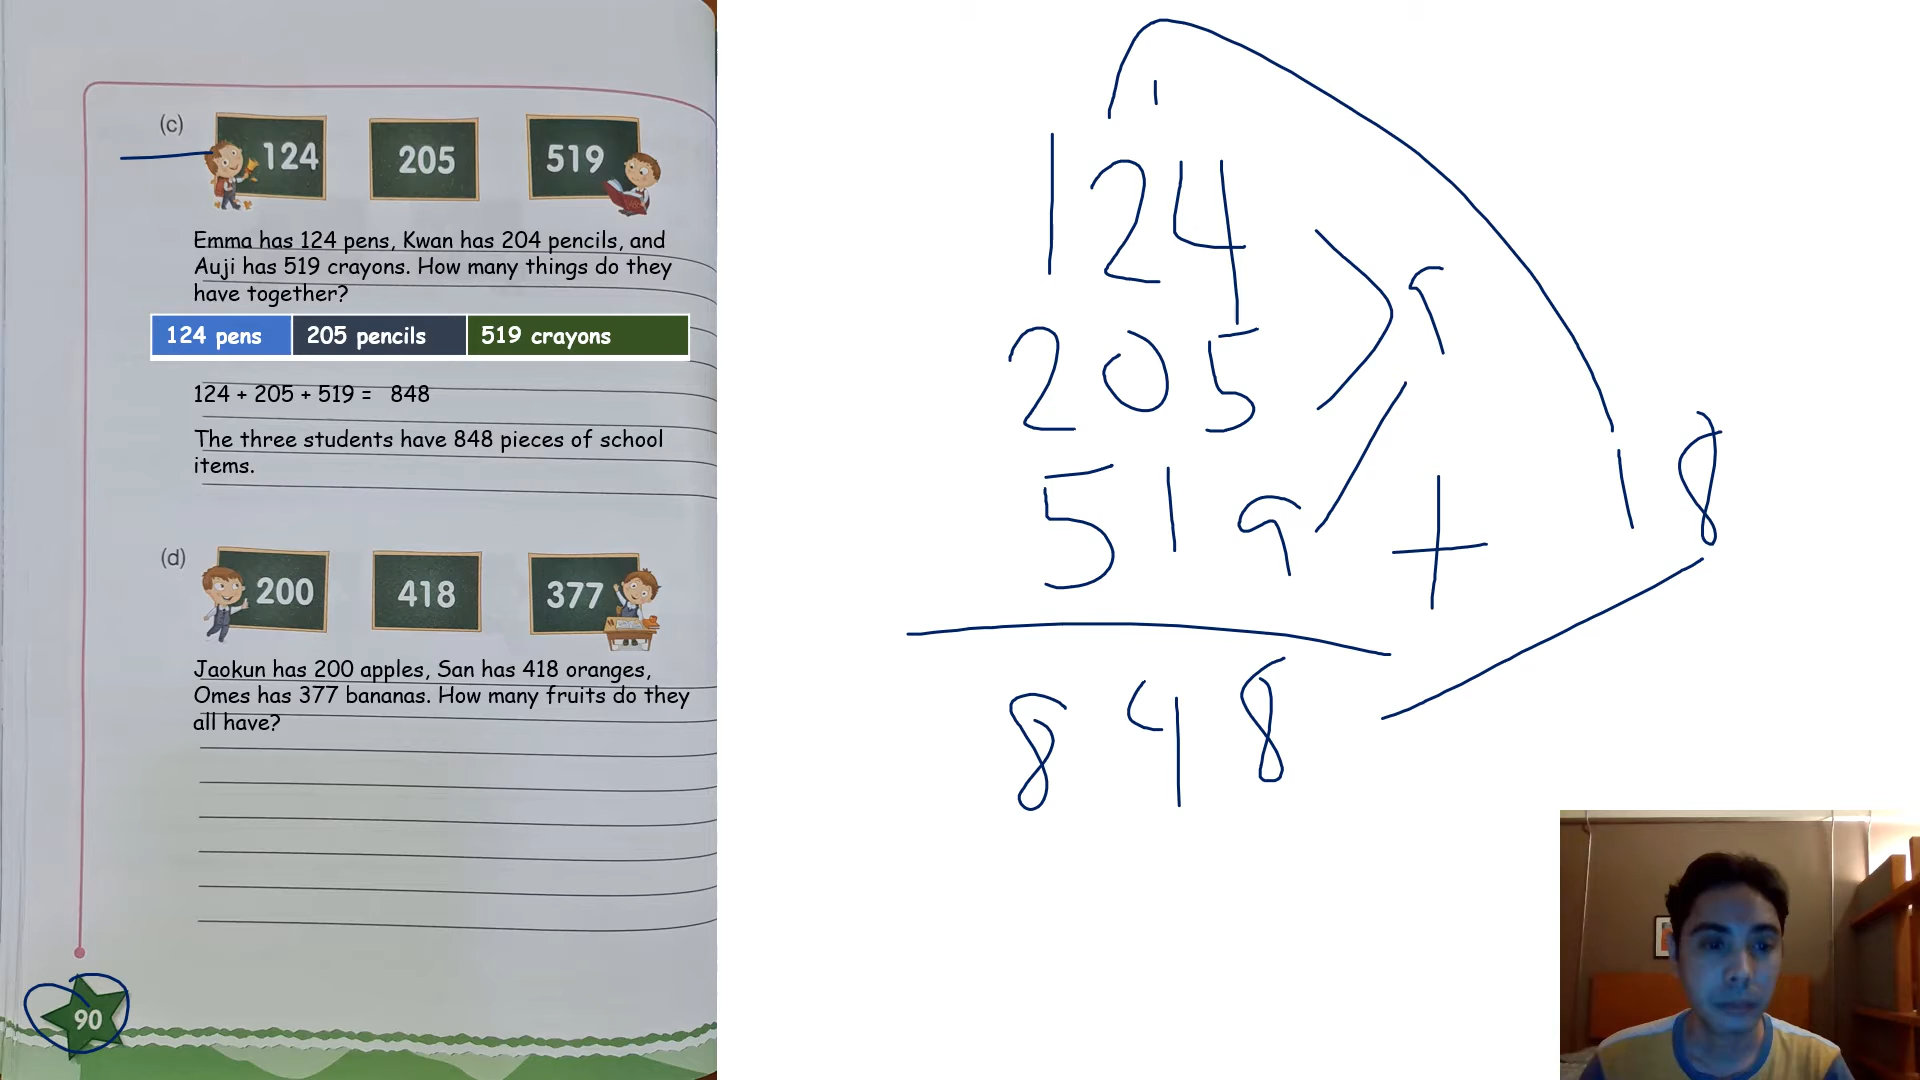 (c)
124
205
519
Emma has 124 pens, Kwan has 204 pencils, and
Auji has 519 crayons. How many things do they
have together?
124 pens
205 pencils
519 crayons
124 + 205 + 519 = 848
The three students have 848 pieces of school
items.
(d)
200
418
377
Jaokun has 200 apples, San has 418 oranges,
Omes has 377 bananas. How many fruits do they
all have?
90
1
124
205
9
519 +
18
848